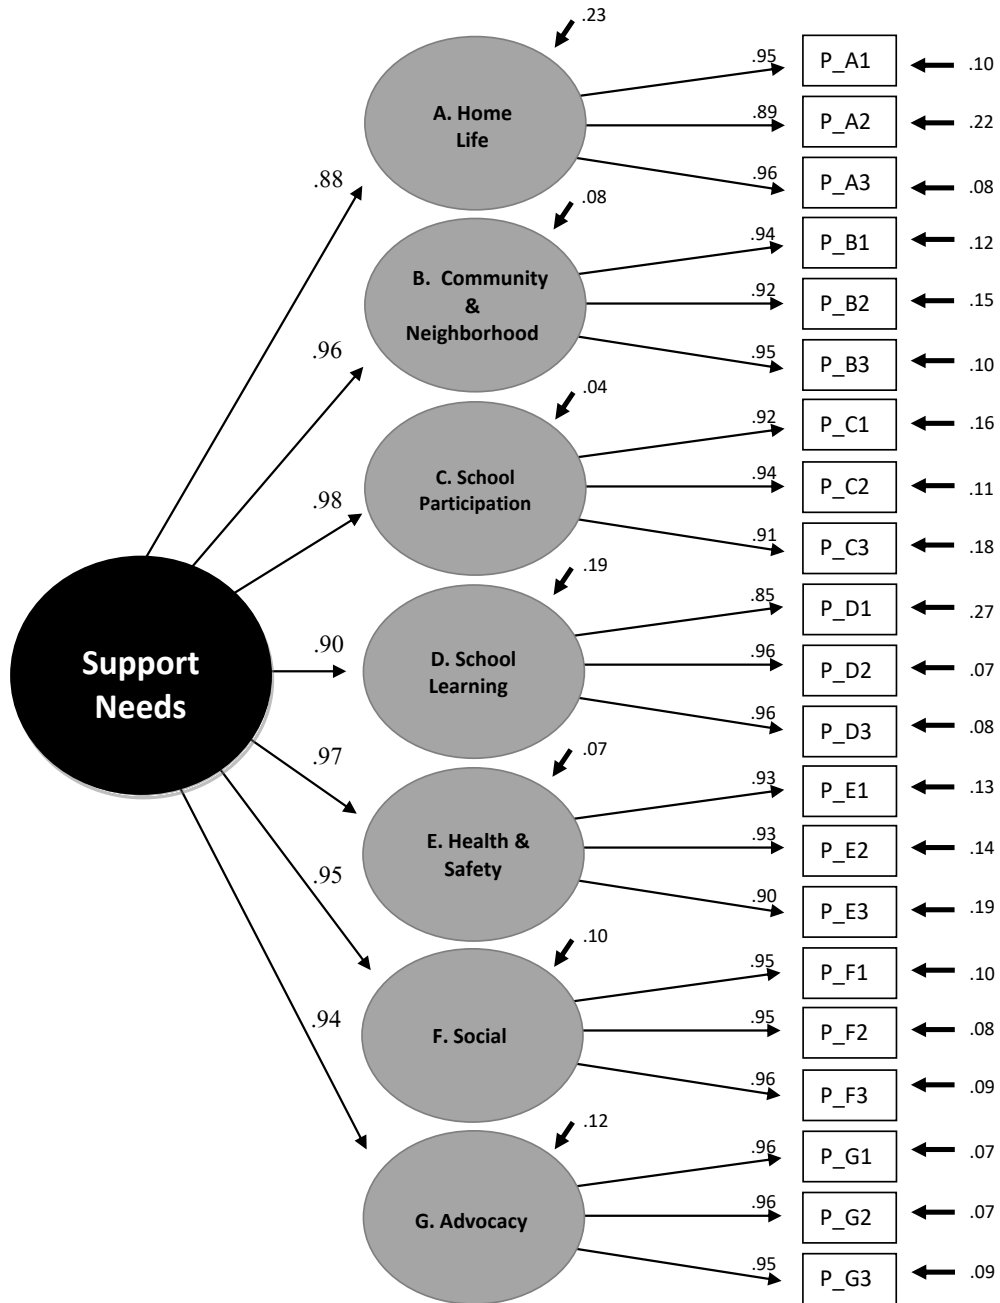 .23
.95
P_A1
.10
A. Home
Life
.89
P_A2
.22
.96
P_A3
.08
.88
.08
.94
P_B1
.12
B. Community
&
Neighborhood
.92
P_B2
.15
.96
.95
P_B3
.10
.04
.92
P_C1
.16
C. School
Participation
.94
P_C2
.11
.98
.91
P_C3
.18
.19
.85
P_D1
.27
Support
Needs
.90
D. School
Learning
.96
P_D2
.07
.96
P_D3
.08
.97
.07
.93
P_E1
.13
E. Health &
Safety
.93
P_E2
.14
.95
.90
P_E3
.19
.10
.95
P_F1
.10
.94
F. Social
.95
P_F2
.08
.96
P_F3
.09
.12
.96
P_G1
.07
G. Advocacy
.96
P_G2
.07
.95
P_G3
.09